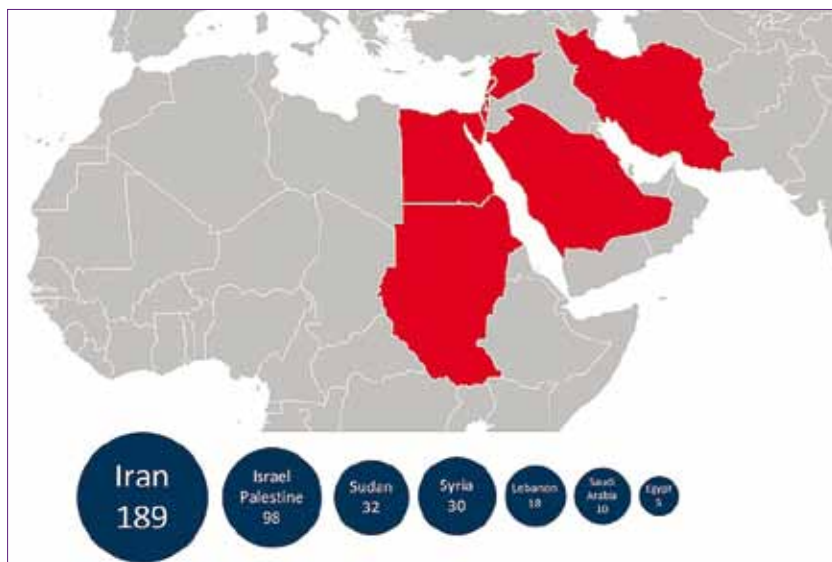 Iran
189
Israel
Palestine
98
Sudan
32
Syria
30
Lebanon
18
Saudi
Arabia
10
Egypt
5